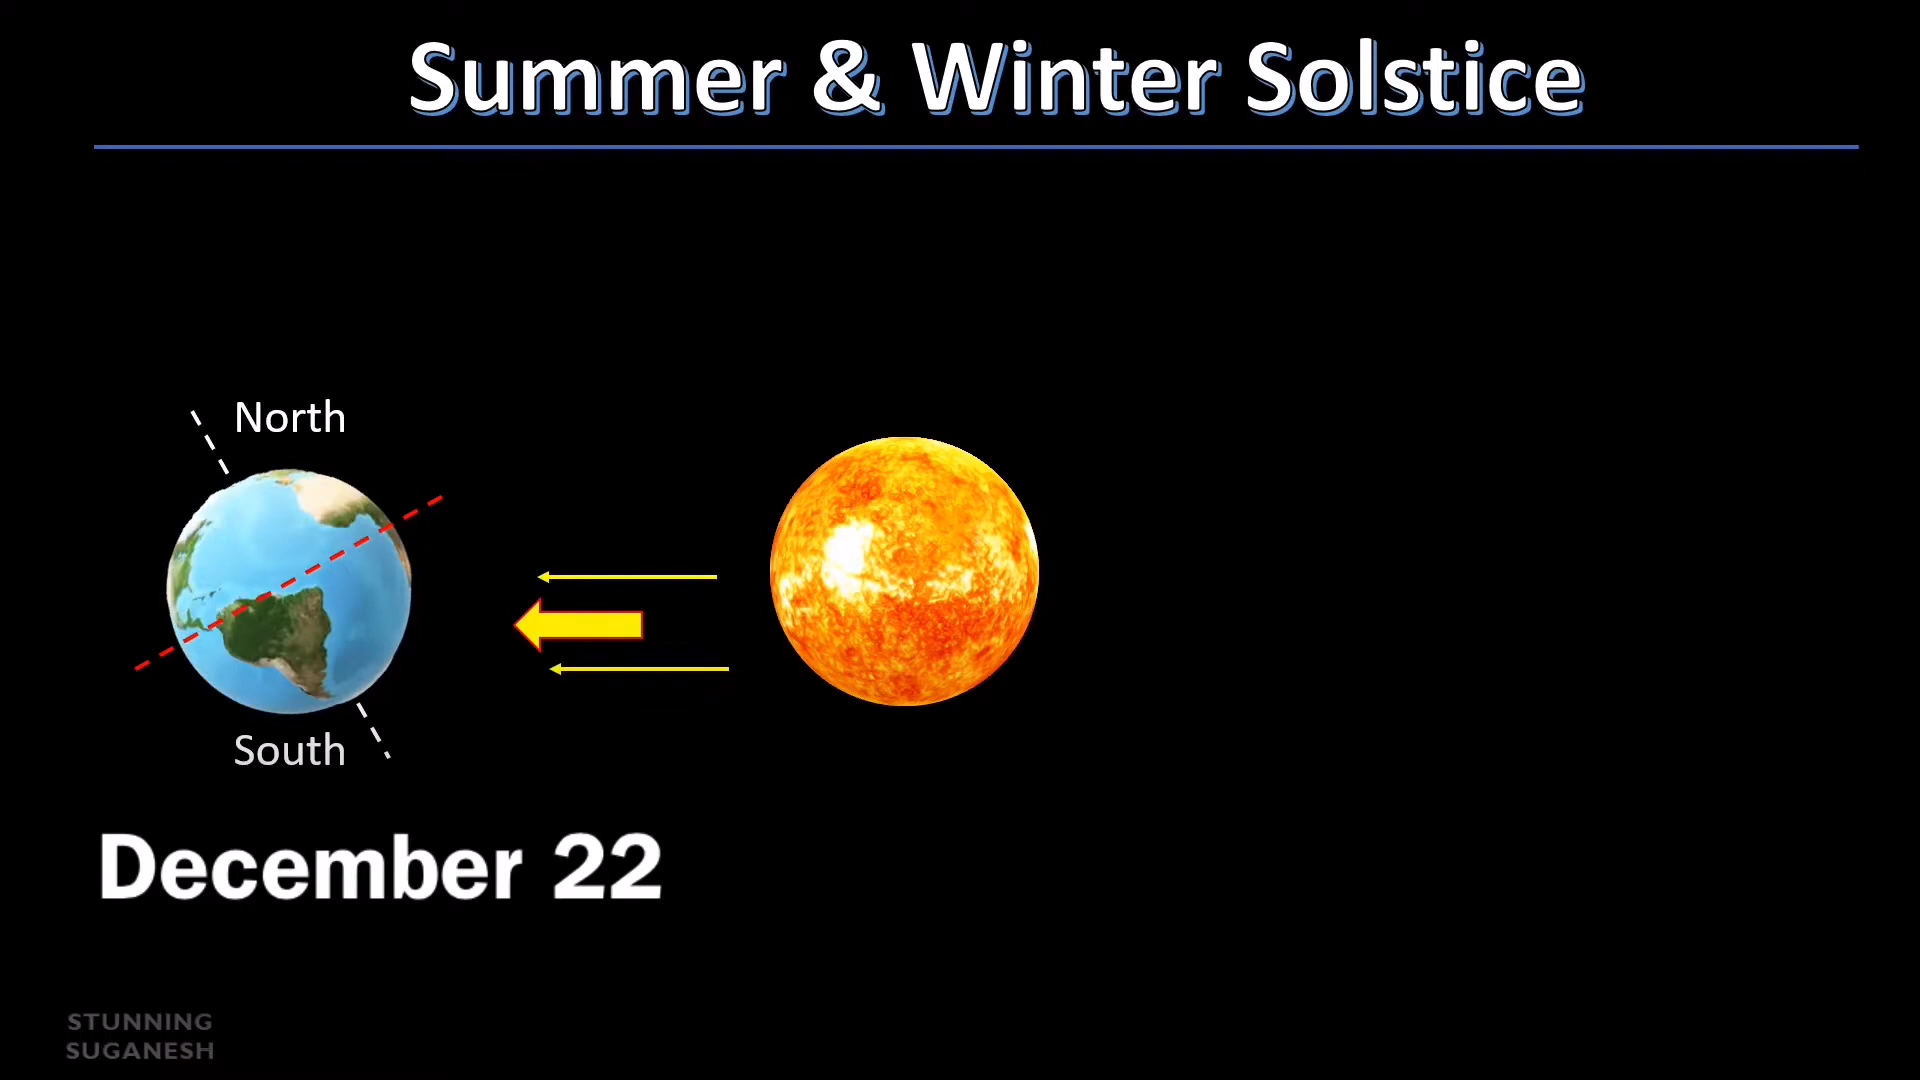 Summer & Winter Solstice
North
South
December 22
STUNNING
SUGANESH